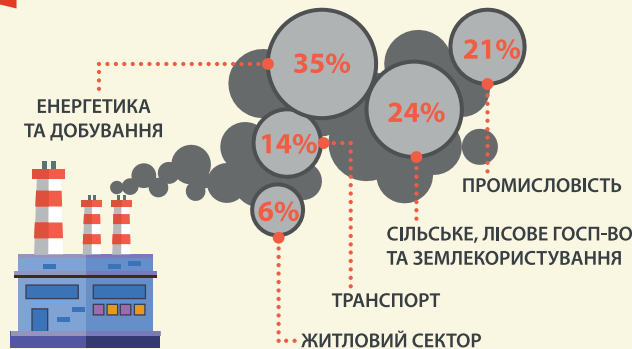 35%
21%
24%
14%
6%
ЕНЕРГЕТИКА
ТА ДОБУВАННЯ
ПРОМИСЛОВІСТЬ
СІЛЬСЬКЕ, ЛІСОВЕ ГОСП-ВО
ТА ЗЕМЛЕКОРИСТУВАННЯ
ТРАНСПОРТ
ЖИТЛОВИЙ СЕКТОР